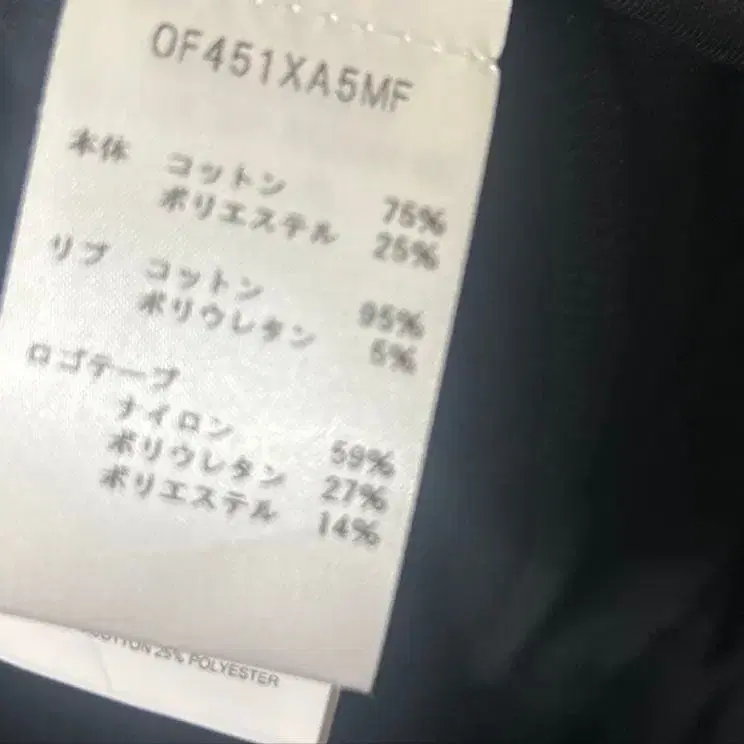 OF451XA5MF
本体 コットン 75%
ポリエステル 25%
リブ コットン 95%
ポリウレタン 5%
ロゴテープ
ナイロン 59%
ポリウレタン 27%
ポリエステル 14%
COTTON 25% POLYESTER